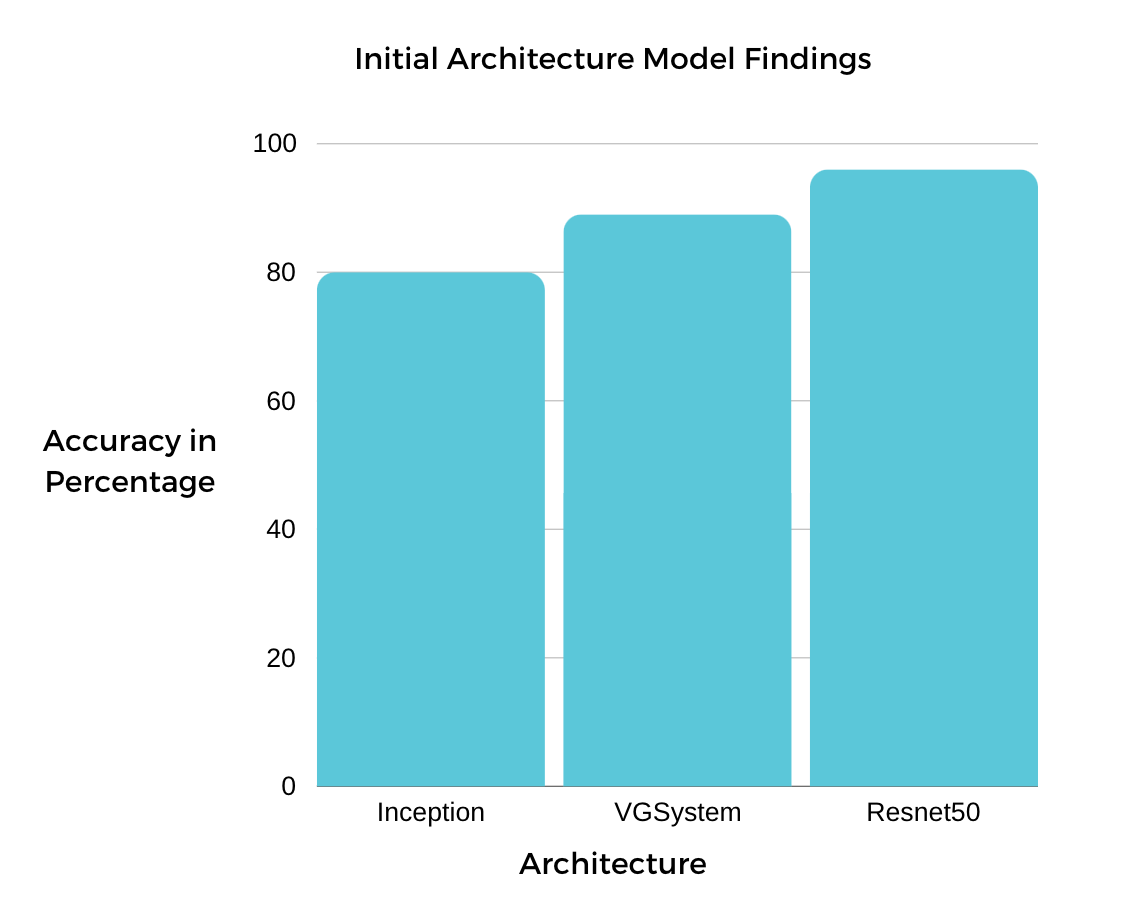 Initial Architecture Model Findings
100
80
60
40
20
0
Accuracy in
Percentage
Inception
VGSystem
Resnet50
Architecture